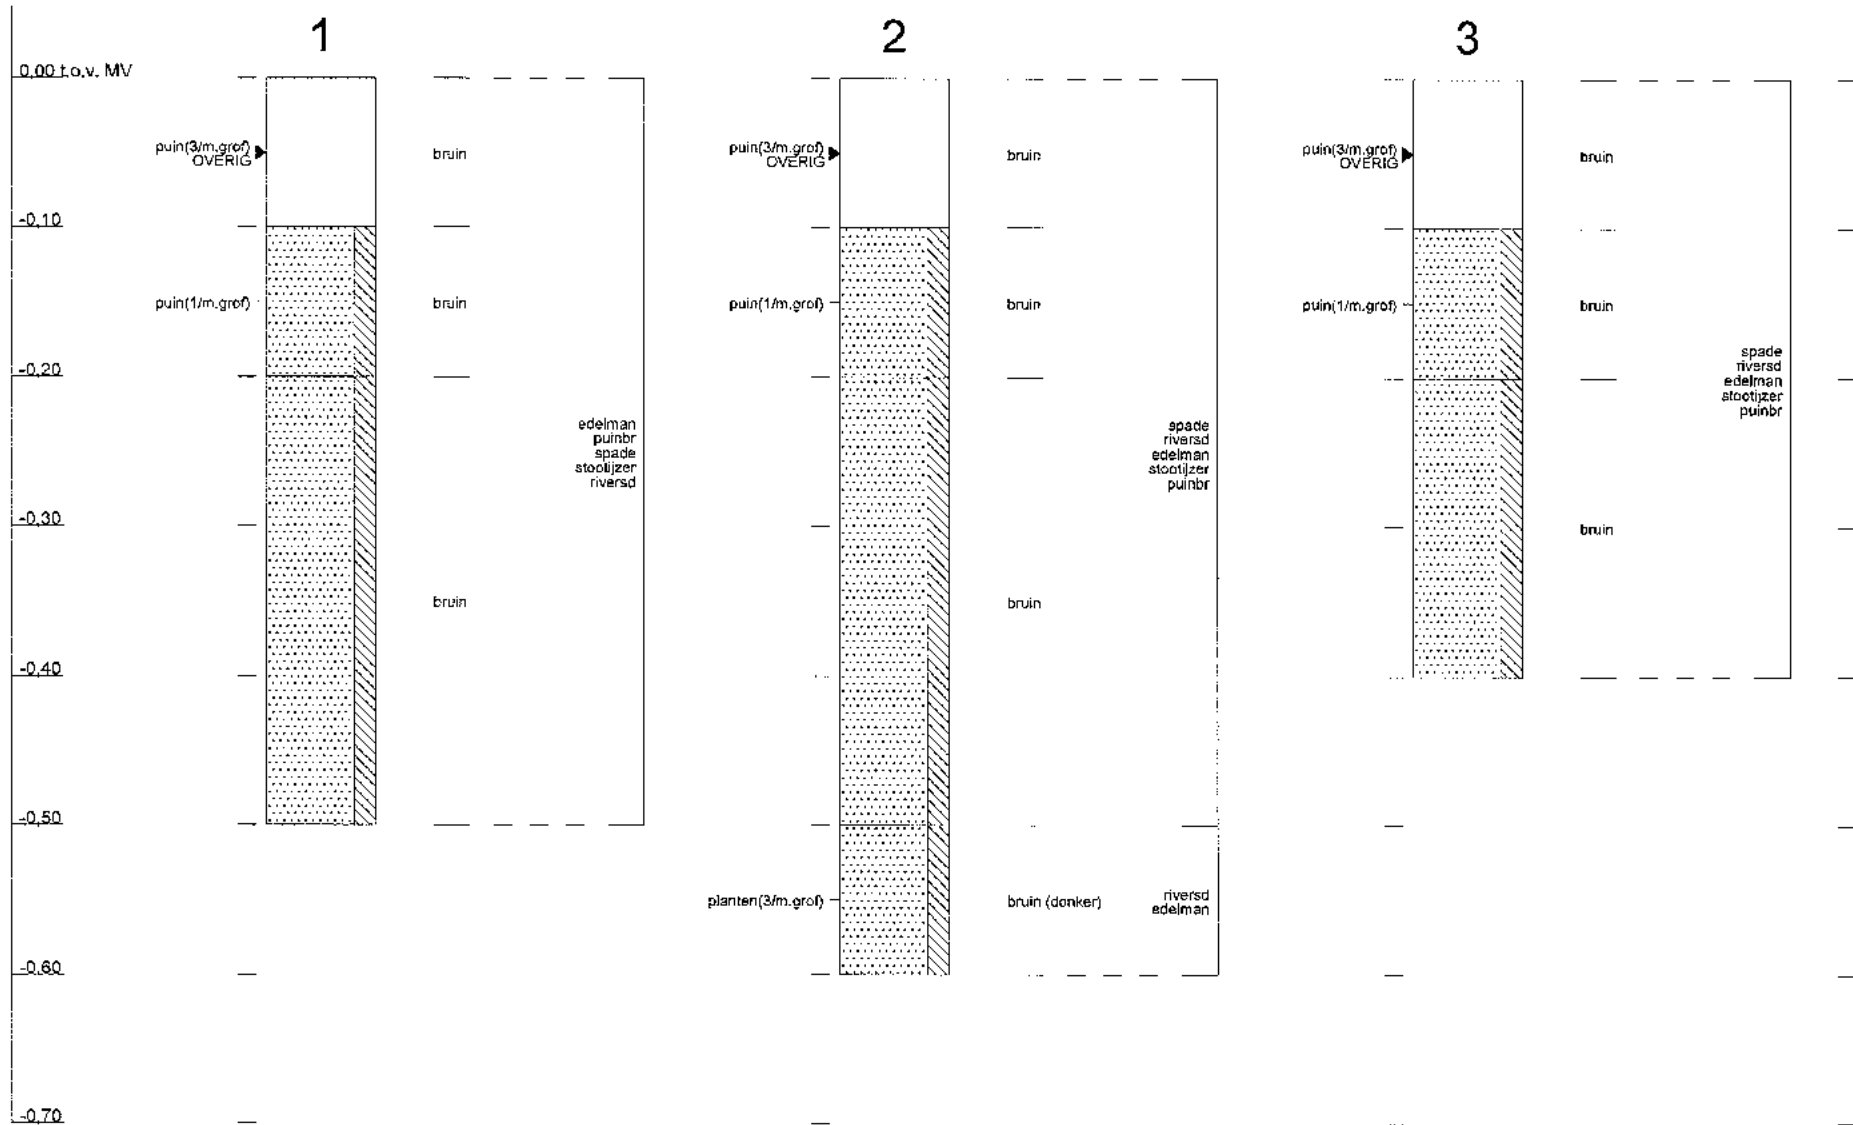 1
2
3
0,00 t.o.v. MV
puin(3/m.grof)
OVERIG
bruin
puin(3/m.grof)
OVERIG
bruin
puin(3/m.grof)
OVERIG
bruin
-0,10
puin(1/m.grof)
bruin
puin(1/m.grof)
bruin
puin(1/m.grof)
bruin
-0,20
edelman
puinbr
spade
stootijzer
riversd
spade
riversd
edelman
stootijzer
puinbr
spade
riversd
edelman
stootijzer
puinbr
-0,30
bruin
bruin
bruin
-0,40
-0,50
planten(3/m.grof)
bruin (donker)
riversd
edelman
-0,60
-0,70